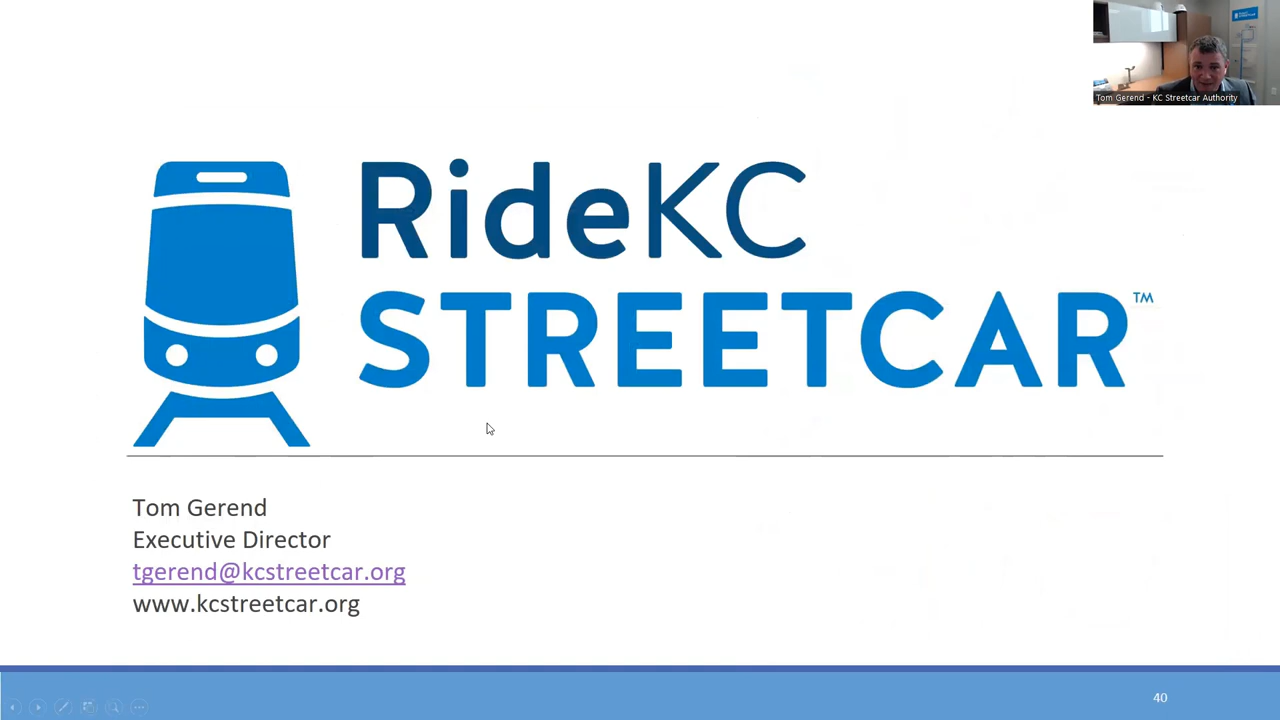 Tom Gerend - KC Streetcar Authority
RideKC
STREETCAR™
Tom Gerend
Executive Director
tgerend@kcstreetcar.org
www.kcstreetcar.org
40